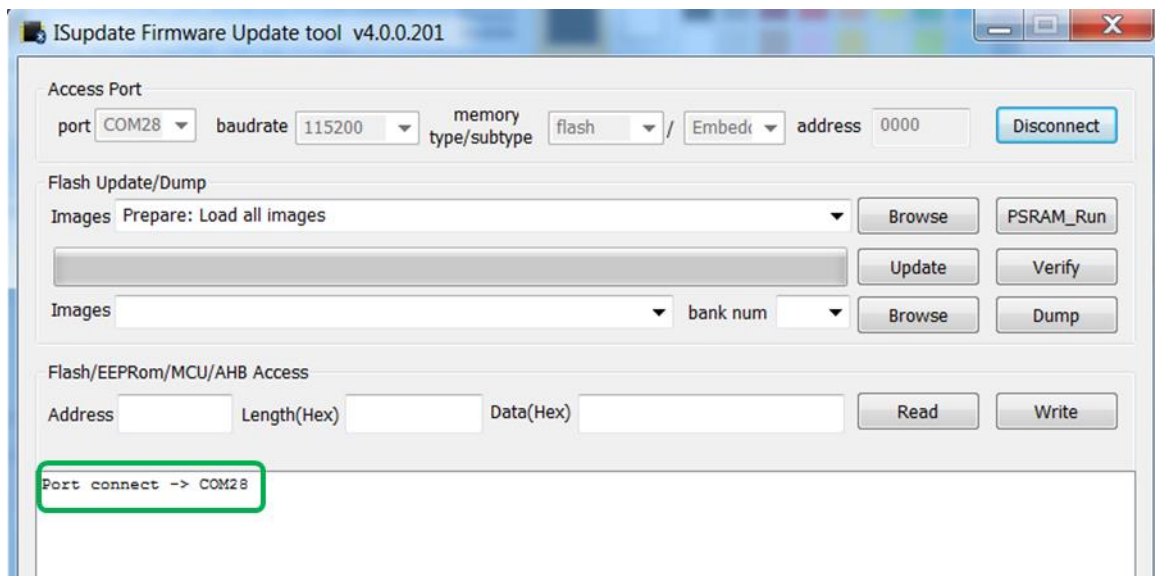 ISupdate Firmware Update tool v4.0.0.201
Access Port
port COM28 baudrate 115200 memory type/subtype flash / Embedc address 0000 Disconnect
Flash Update/Dump
Images Prepare: Load all images Browse PSRAM_Run
Update Verify
Images bank num Browse Dump
Flash/EEPRom/MCU/AHB Access
Address Length(Hex) Data(Hex) Read Write
Port connect -> COM28